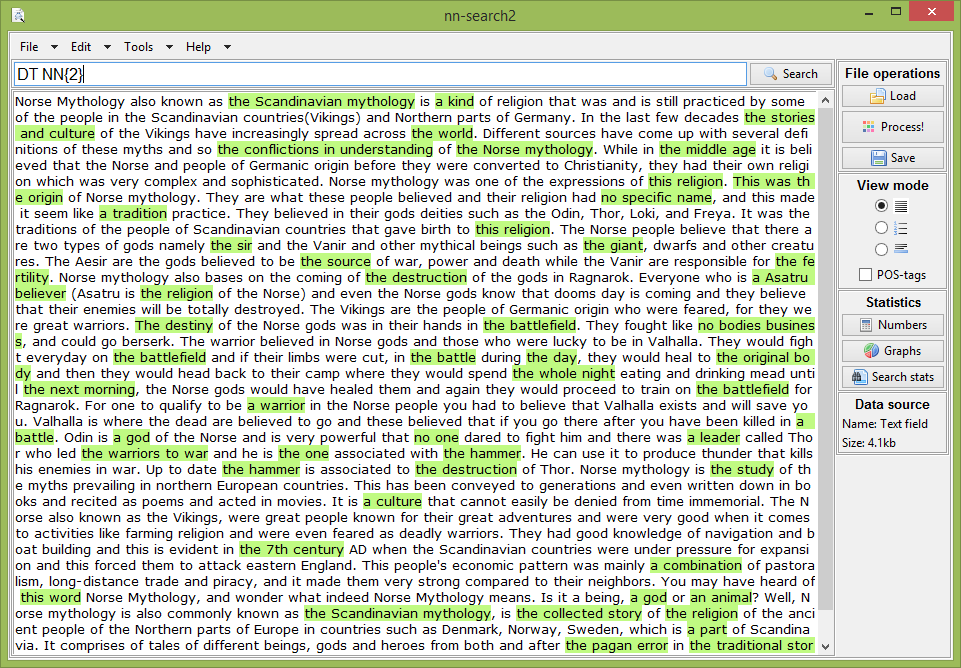 nn-search2
File Edit Tools Help
DT NN{2}
Search
Norse Mythology also known as the Scandinavian mythology is a kind of religion that was and is still practiced by some
of the people in the Scandinavian countries(Vikings) and Northern parts of Germany. In the last few decades the stories
and culture of the Vikings have increasingly spread across the world. Different sources have come up with several defi
nitions of these myths and so the conflictions in understanding of the Norse mythology. While in the middle age it is beli
eved that the Norse and people of Germanic origin before they were converted to Christianity, they had their own religi
on which was very complex and sophisticated. Norse mythology was one of the expressions of this religion. This was th
e origin of Norse mythology. They are what these people believed and their religion had no specific name, and this made
it seem like a tradition practice. They believed in their gods deities such as the Odin, Thor, Loki, and Freya. It was the
traditions of the people of Scandinavian countries that gave birth to this religion. The Norse people believe that there a
re two types of gods namely the sir and the Vanir and other mythical beings such as the giant, dwarfs and other creatu
res. The Aesir are the gods believed to be the source of war, power and death while the Vanir are responsible for the fe
rtility. Norse mythology also bases on the coming of the destruction of the gods in Ragnarok. Everyone who is a Asatru
believer (Asatru is the religion of the Norse) and even the Norse gods know that dooms day is coming and they believe
that their enemies will be totally destroyed. The Vikings are the people of Germanic origin who were feared, for they we
re great warriors. The destiny of the Norse gods was in their hands in the battlefield. They fought like no bodies busines
s, and could go berserk. The warrior believed in Norse gods and those who were lucky to be in Valhalla. They would figh
t everyday on the battlefield and if their limbs were cut, in the battle during the day, they would heal to the original bo
dy and then they would head back to their camp where they would spend the whole night eating and drinking mead unti
l the next morning, the Norse gods would have healed them and again they would proceed to train on the battlefield for
Ragnarok. For one to qualify to be a warrior in the Norse people you had to believe that Valhalla exists and will save yo
u. Valhalla is where the dead are believed to go and these believed that if you go there after you have been killed in a
battle. Odin is a god of the Norse and is very powerful that no one dared to fight him and there was a leader called Tho
r who led the warriors to war and he is the one associated with the hammer. He can use it to produce thunder that kills
his enemies in war. Up to date the hammer is associated to the destruction of Thor. Norse mythology is the study of th
e myths prevailing in northern European countries. This has been conveyed to generations and even written down in bo
oks and recited as poems and acted in movies. It is a culture that cannot easily be denied from time immemorial. The N
orse also known as the Vikings, were great people known for their great adventures and were very good when it comes
to activities like farming religion and were even feared as deadly warriors. They had good knowledge of navigation and b
oat building and this is evident in the 7th century AD when the Scandinavian countries were under pressure for expansi
on and this forced them to attack eastern England. This people's economic pattern was mainly a combination of pastora
lism, long-distance trade and piracy, and it made them very strong compared to their neighbors. You may have heard of
this word Norse Mythology, and wonder what indeed Norse Mythology means. Is it a being, a god or an animal? Well, N
orse mythology is also commonly known as the Scandinavian mythology, is the collected story of the religion of the anci
ent people of the Northern parts of Europe in countries such as Denmark, Norway, Sweden, which is a part of Scandina
via. It comprises of tales of different beings, gods and heroes from both and after the pagan error in the traditional stor
File operations
Load
Process!
Save
View mode
POS-tags
Statistics
Numbers
Graphs
Search stats
Data source
Name: Text field
Size: 4.1kb